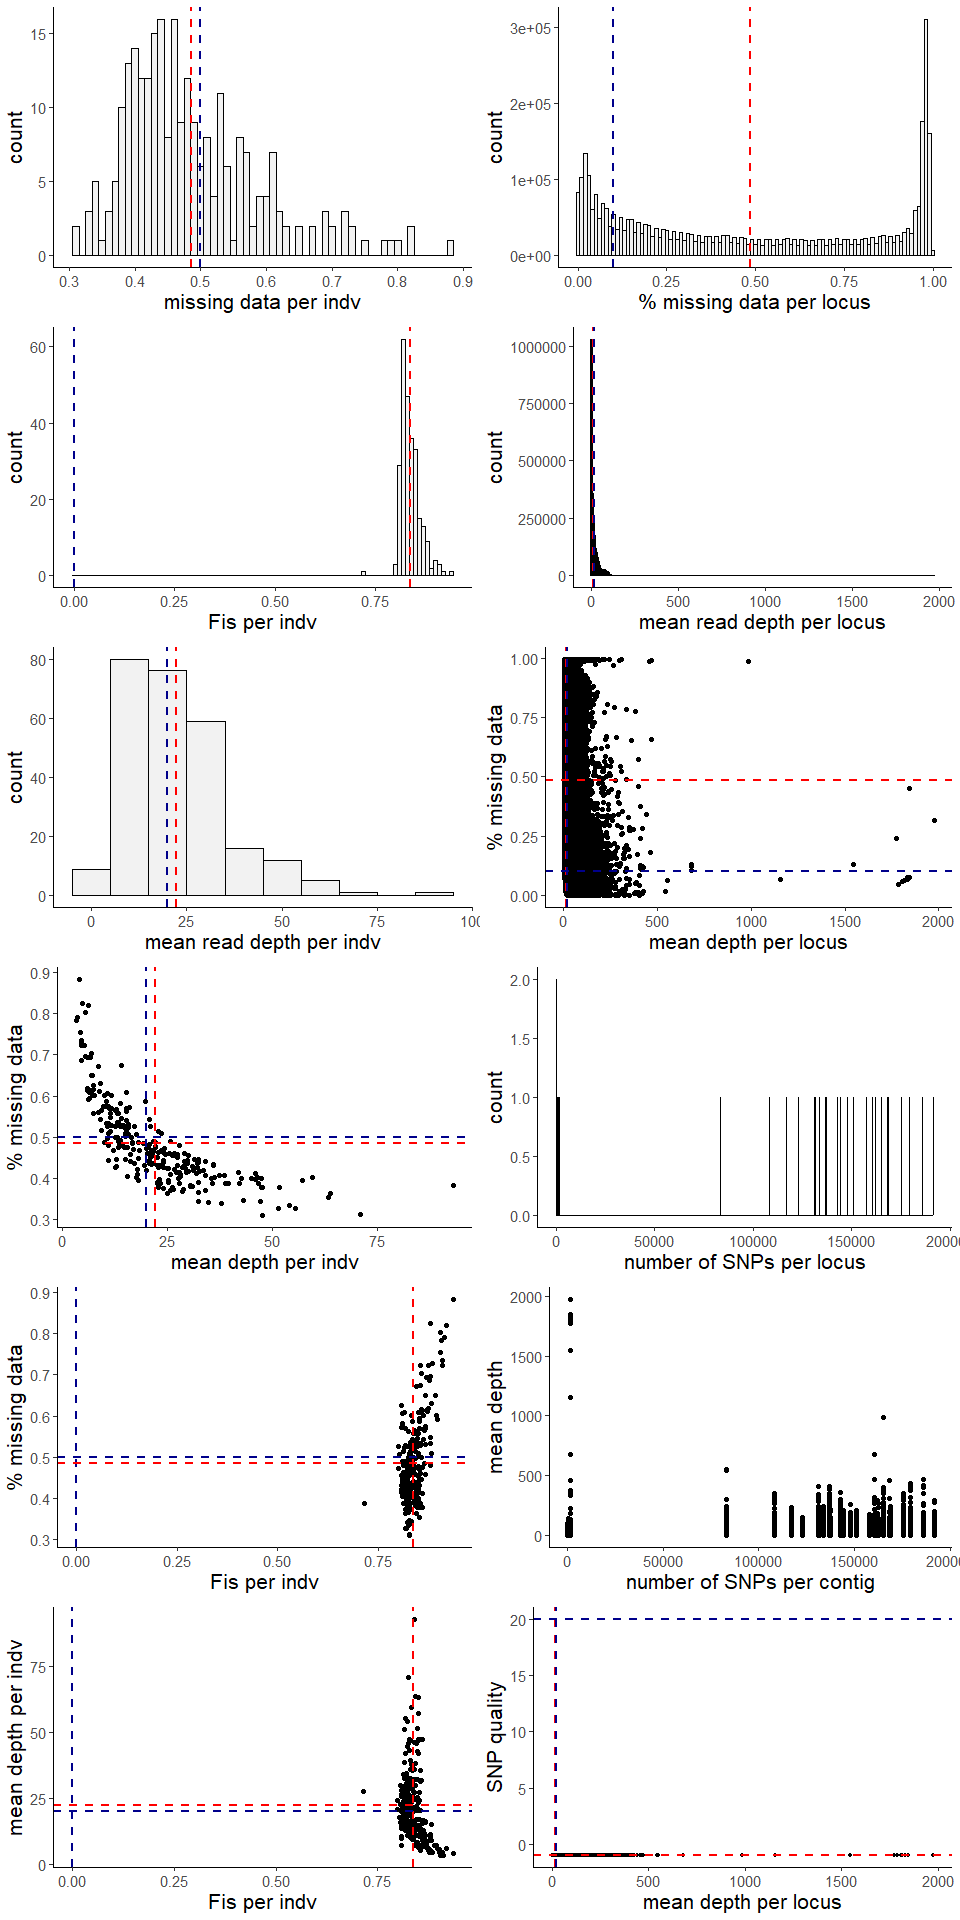 15
10
5
0
count
0.3 0.4 0.5 0.6 0.7 0.8 0.9
missing data per indv
3e+05
2e+05
1e+05
0e+00
count
0.00 0.25 0.50 0.75 1.00
% missing data per locus
60
40
20
0
count
0.00 0.25 0.50 0.75
Fis per indv
1000000
750000
500000
250000
0
count
0 500 1000 1500 2000
mean read depth per locus
80
60
40
20
0
count
0 25 50 75 100
mean read depth per indv
1.00
0.75
0.50
0.25
0.00
% missing data
0 500 1000 1500 2000
mean depth per locus
0.9
0.8
0.7
0.6
0.5
0.4
0.3
% missing data
0 25 50 75
mean depth per indv
2.0
1.5
1.0
0.5
0.0
count
0 50000 100000 150000 20000
number of SNPs per locus
0.9
0.8
0.7
0.6
0.5
0.4
0.3
% missing data
0.00 0.25 0.50 0.75
Fis per indv
2000
1500
1000
500
0
mean depth
0 50000 100000 150000 20000
number of SNPs per contig
75
50
25
0
mean depth per indv
0.00 0.25 0.50 0.75
Fis per indv
20
15
10
5
0
SNP quality
0 500 1000 1500 2000
mean depth per locus